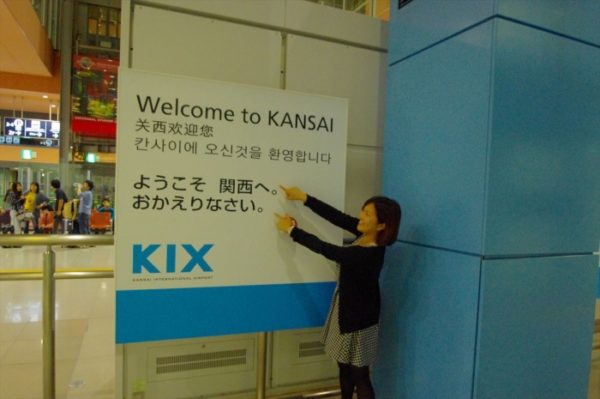 Welcome to KANSAI
关西欢迎您
칸사이에 오신것을 환영합니다
ようこそ 関西へ。
おかえりなさい。
KIX
KANSAI INTERNATIONAL AIRPORT